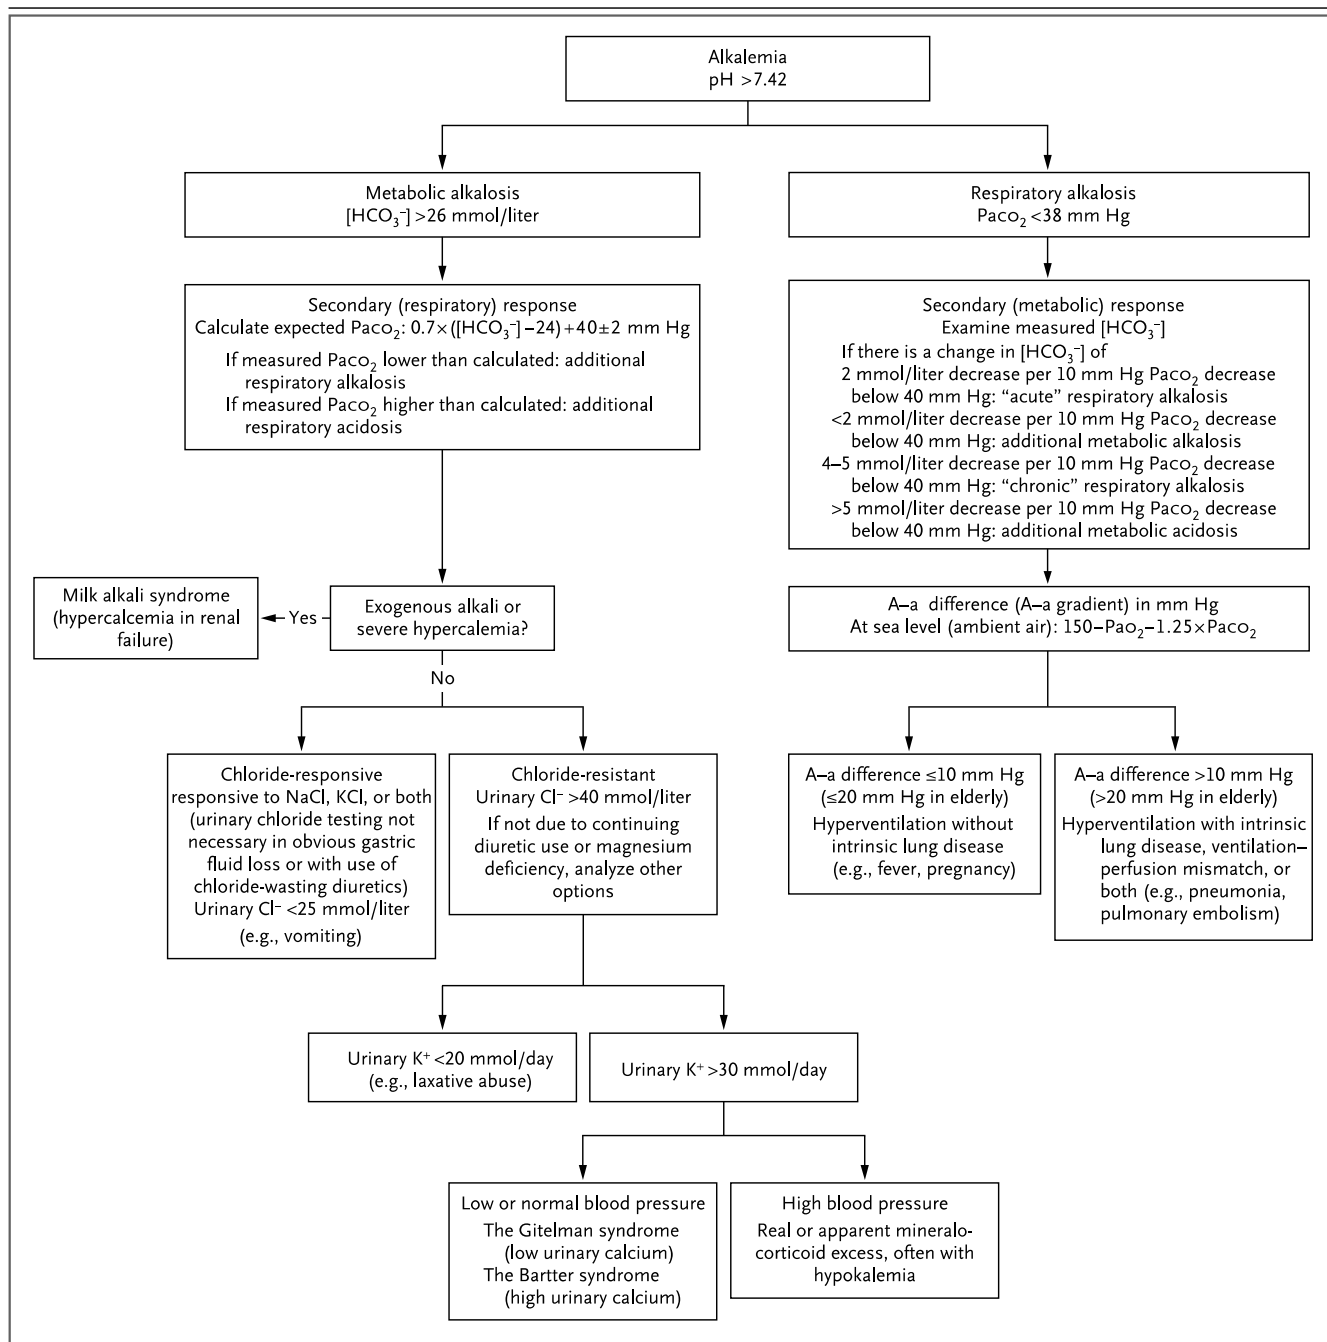 Alkalemia
pH >7.42
Metabolic alkalosis
[HCO₃⁻] >26 mmol/liter
Respiratory alkalosis
Paco₂ <38 mm Hg
Secondary (respiratory) response
Calculate expected Paco₂: 0.7×([HCO₃⁻]−24)+40±2 mm Hg
If measured Paco₂ lower than calculated: additional
respiratory alkalosis
If measured Paco₂ higher than calculated: additional
respiratory acidosis
Secondary (metabolic) response
Examine measured [HCO₃⁻]
If there is a change in [HCO₃⁻] of
2 mmol/liter decrease per 10 mm Hg Paco₂ decrease
below 40 mm Hg: “acute” respiratory alkalosis
<2 mmol/liter decrease per 10 mm Hg Paco₂ decrease
below 40 mm Hg: additional metabolic alkalosis
4–5 mmol/liter decrease per 10 mm Hg Paco₂ decrease
below 40 mm Hg: “chronic” respiratory alkalosis
>5 mmol/liter decrease per 10 mm Hg Paco₂ decrease
below 40 mm Hg: additional metabolic acidosis
Milk alkali syndrome
(hypercalcemia in renal
failure)
Yes
Exogenous alkali or
severe hypercalemia?
No
A–a difference (A–a gradient) in mm Hg
At sea level (ambient air): 150−Pao₂−1.25×Paco₂
Chloride-responsive
responsive to NaCl, KCl, or both
(urinary chloride testing not
necessary in obvious gastric
fluid loss or with use of
chloride-wasting diuretics)
Urinary Cl⁻ <25 mmol/liter
(e.g., vomiting)
Chloride-resistant
Urinary Cl⁻ >40 mmol/liter
If not due to continuing
diuretic use or magnesium
deficiency, analyze other
options
A–a difference ≤10 mm Hg
(≤20 mm Hg in elderly)
Hyperventilation without
intrinsic lung disease
(e.g., fever, pregnancy)
A–a difference >10 mm Hg
(>20 mm Hg in elderly)
Hyperventilation with intrinsic
lung disease, ventilation–
perfusion mismatch, or
both (e.g., pneumonia,
pulmonary embolism)
Urinary K⁺ <20 mmol/day
(e.g., laxative abuse)
Urinary K⁺ >30 mmol/day
Low or normal blood pressure
The Gitelman syndrome
(low urinary calcium)
The Bartter syndrome
(high urinary calcium)
High blood pressure
Real or apparent mineralo-
corticoid excess, often with
hypokalemia